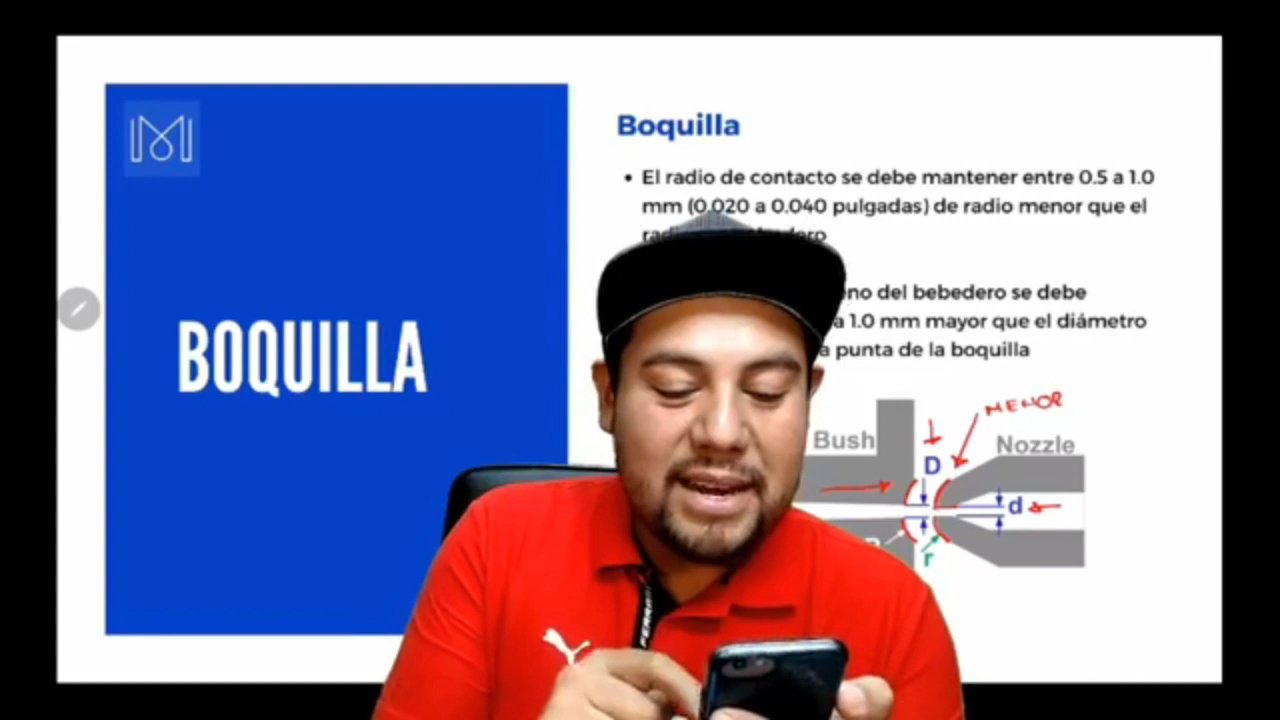 BOQUILLA
Boquilla
• El radio de contacto se debe mantener entre 0.5 a 1.0
mm (0.020 a 0.040 pulgadas) de radio menor que el
del bebedero se debe
a 1.0 mm mayor que el diámetro
punta de la boquilla
MENOR
Bush
Nozzle
D
d
r